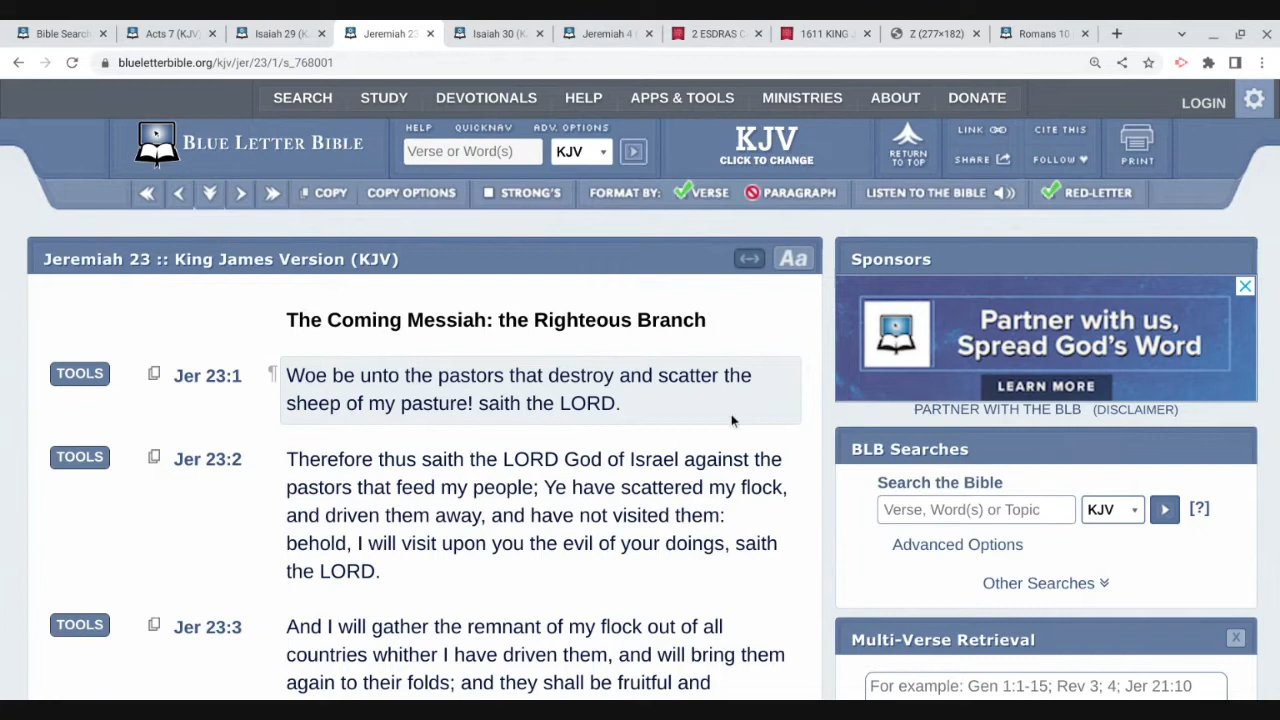 Bible Search
Acts 7 (KJV
Isaiah 29 (K
Jeremiah 23
Isaiah 30 (K
Jeremiah 4
2 ESDRAS C
1611 KING J
Z (277×182)
Romans 10
blueletterbible.org/kjv/jer/23/1/s_768001
SEARCH STUDY DEVOTIONALS HELP APPS & TOOLS MINISTRIES ABOUT DONATE LOGIN
BLUE LETTER BIBLE
HELP QUICKNAV ADV. OPTIONS
Verse or Word(s) KJV
KJV
CLICK TO CHANGE
RETURN
TO TOP
LINK
SHARE
CITE THIS
FOLLOW
PRINT
COPY COPY OPTIONS STRONG'S FORMAT BY: VERSE PARAGRAPH LISTEN TO THE BIBLE RED-LETTER
Jeremiah 23 :: King James Version (KJV) Aa
The Coming Messiah: the Righteous Branch
TOOLS Jer 23:1 ¶ Woe be unto the pastors that destroy and scatter the
sheep of my pasture! saith the LORD.
TOOLS Jer 23:2 Therefore thus saith the LORD God of Israel against the
pastors that feed my people; Ye have scattered my flock,
and driven them away, and have not visited them:
behold, I will visit upon you the evil of your doings, saith
the LORD.
TOOLS Jer 23:3 And I will gather the remnant of my flock out of all
countries whither I have driven them, and will bring them
again to their folds; and they shall be fruitful and
Sponsors
Partner with us,
Spread God's Word
LEARN MORE
PARTNER WITH THE BLB (DISCLAIMER)
BLB Searches
Search the Bible
Verse, Word(s) or Topic KJV [?]
Advanced Options
Other Searches
Multi-Verse Retrieval X
For example: Gen 1:1-15; Rev 3; 4; Jer 21:10